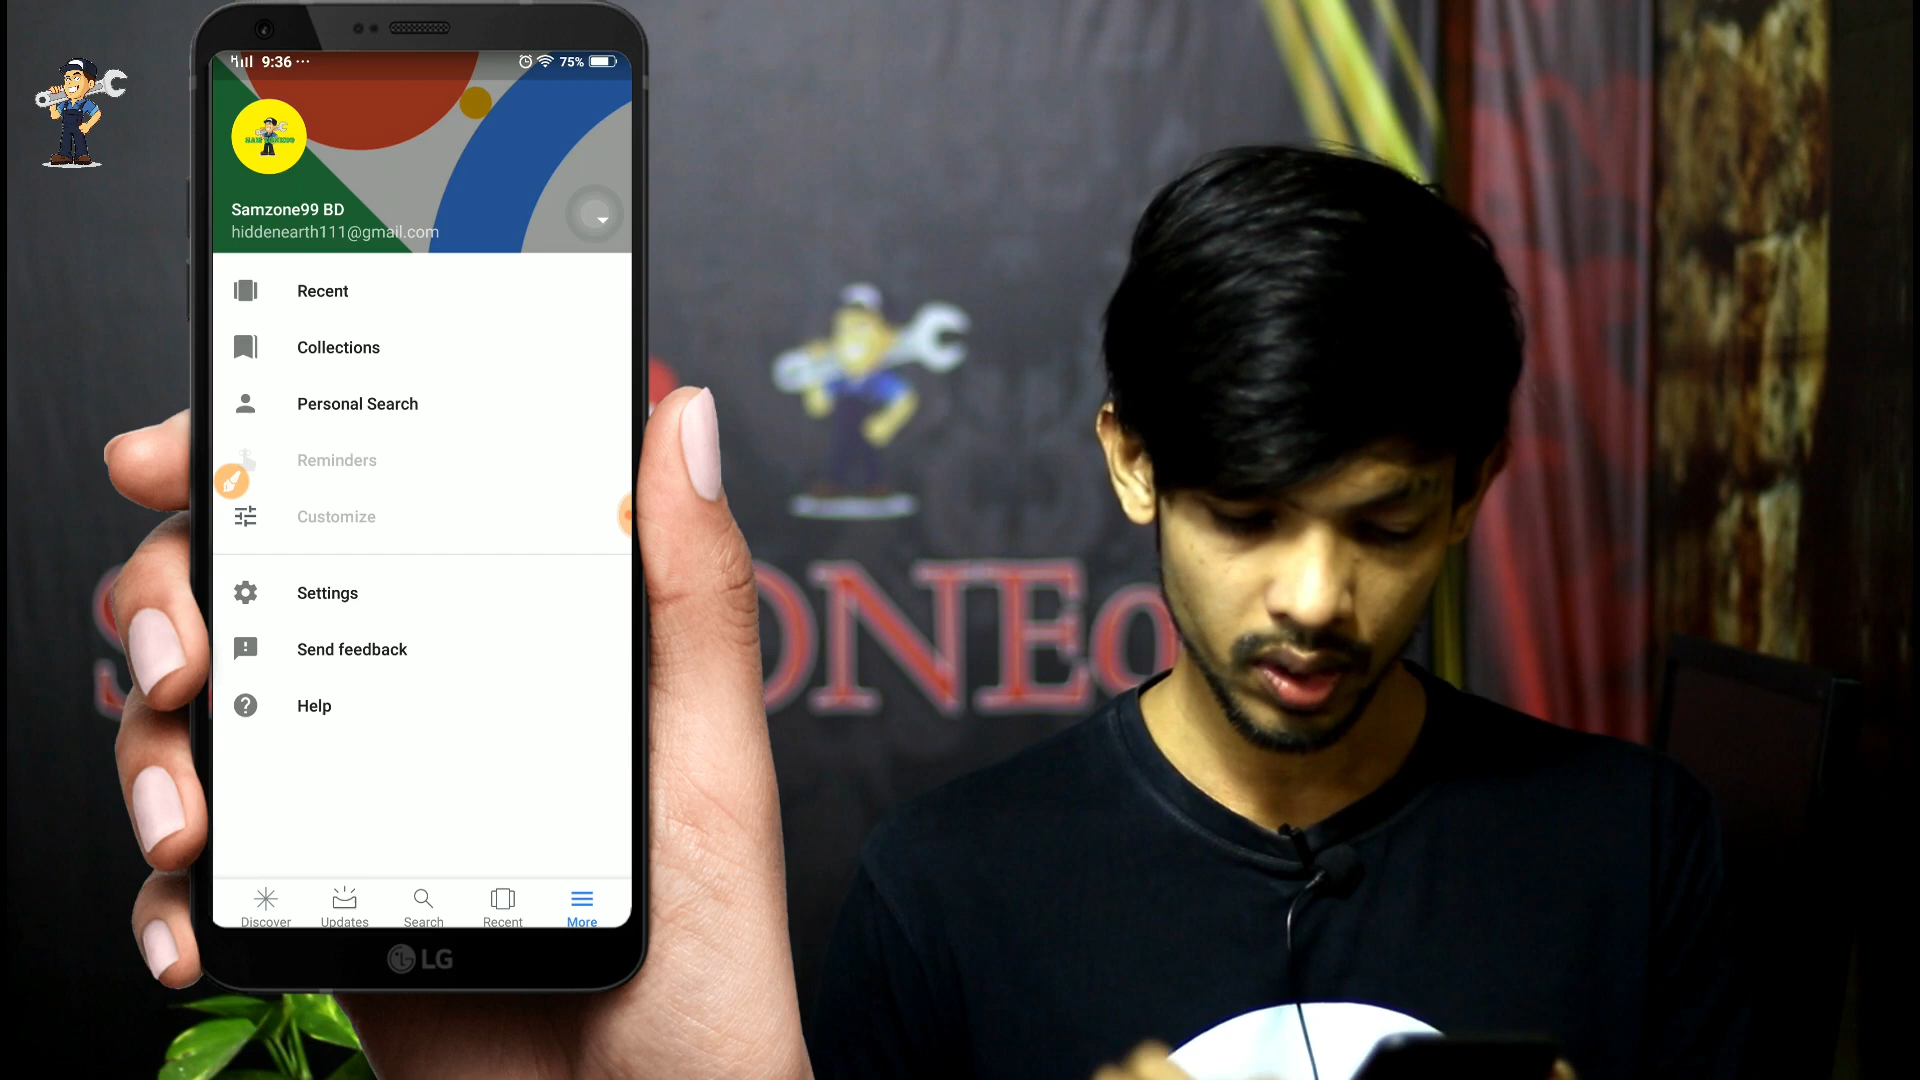 9:36 ...
75%
Samzone99 BD
hiddenearth111@gmail.com
Recent
Collections
Personal Search
Reminders
Customize
Settings
Send feedback
Help
Discover
Updates
Search
Recent
More
LG